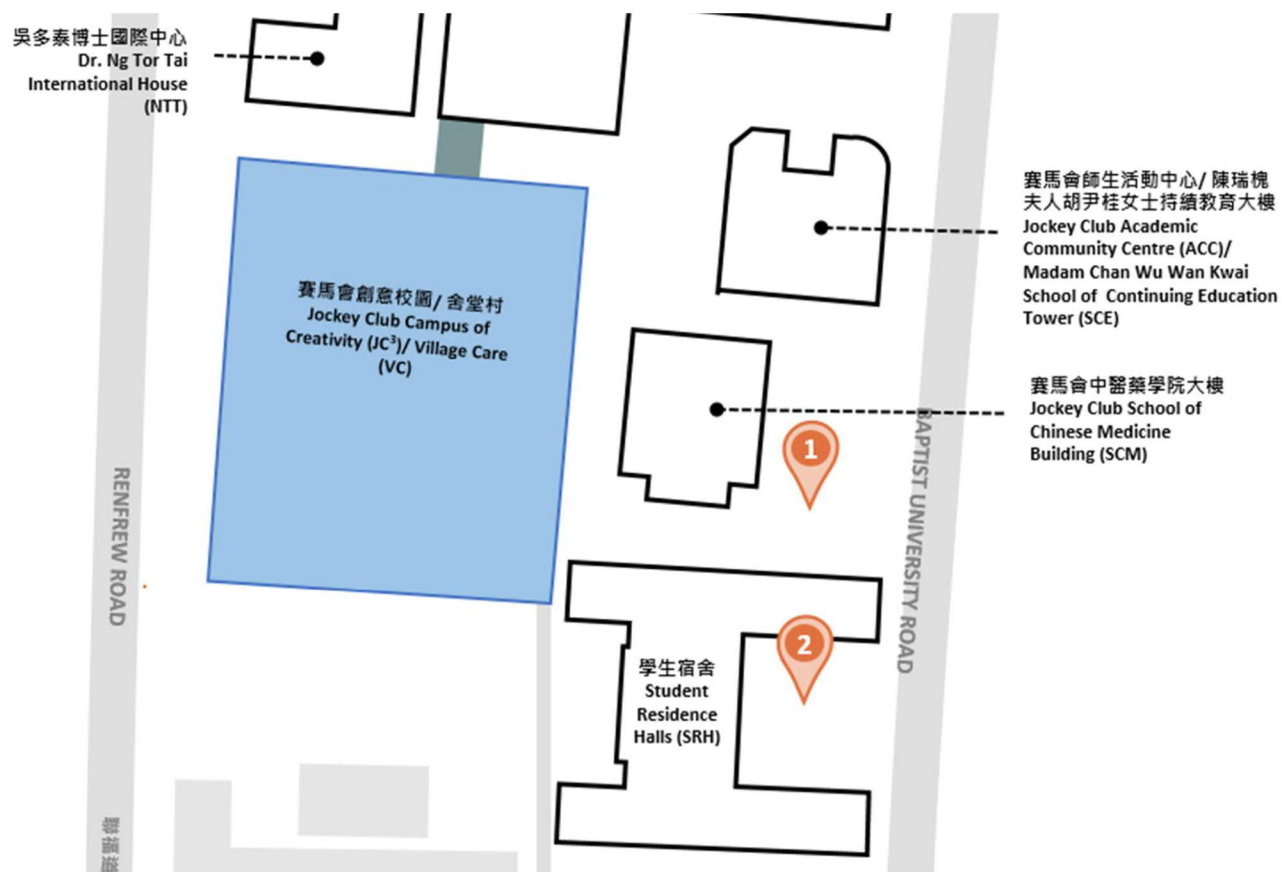 吳多泰博士國際中心
Dr. Ng Tor Tai
International House
(NTT)
賽馬會師生活動中心/ 陳瑞槐
夫人胡尹桂女士持續教育大樓
Jockey Club Academic
Community Centre (ACC)/
Madam Chan Wu Wan Kwai
School of Continuing Education
Tower (SCE)
賽馬會創意校園/ 舍堂村
Jockey Club Campus of
Creativity (JC³)/ Village Care
(VC)
賽馬會中醫藥學院大樓
Jockey Club School of
Chinese Medicine
Building (SCM)
1
RENFREW ROAD
BAPTIST UNIVERSITY ROAD
2
學生宿舍
Student
Residence
Halls (SRH)
聯福道